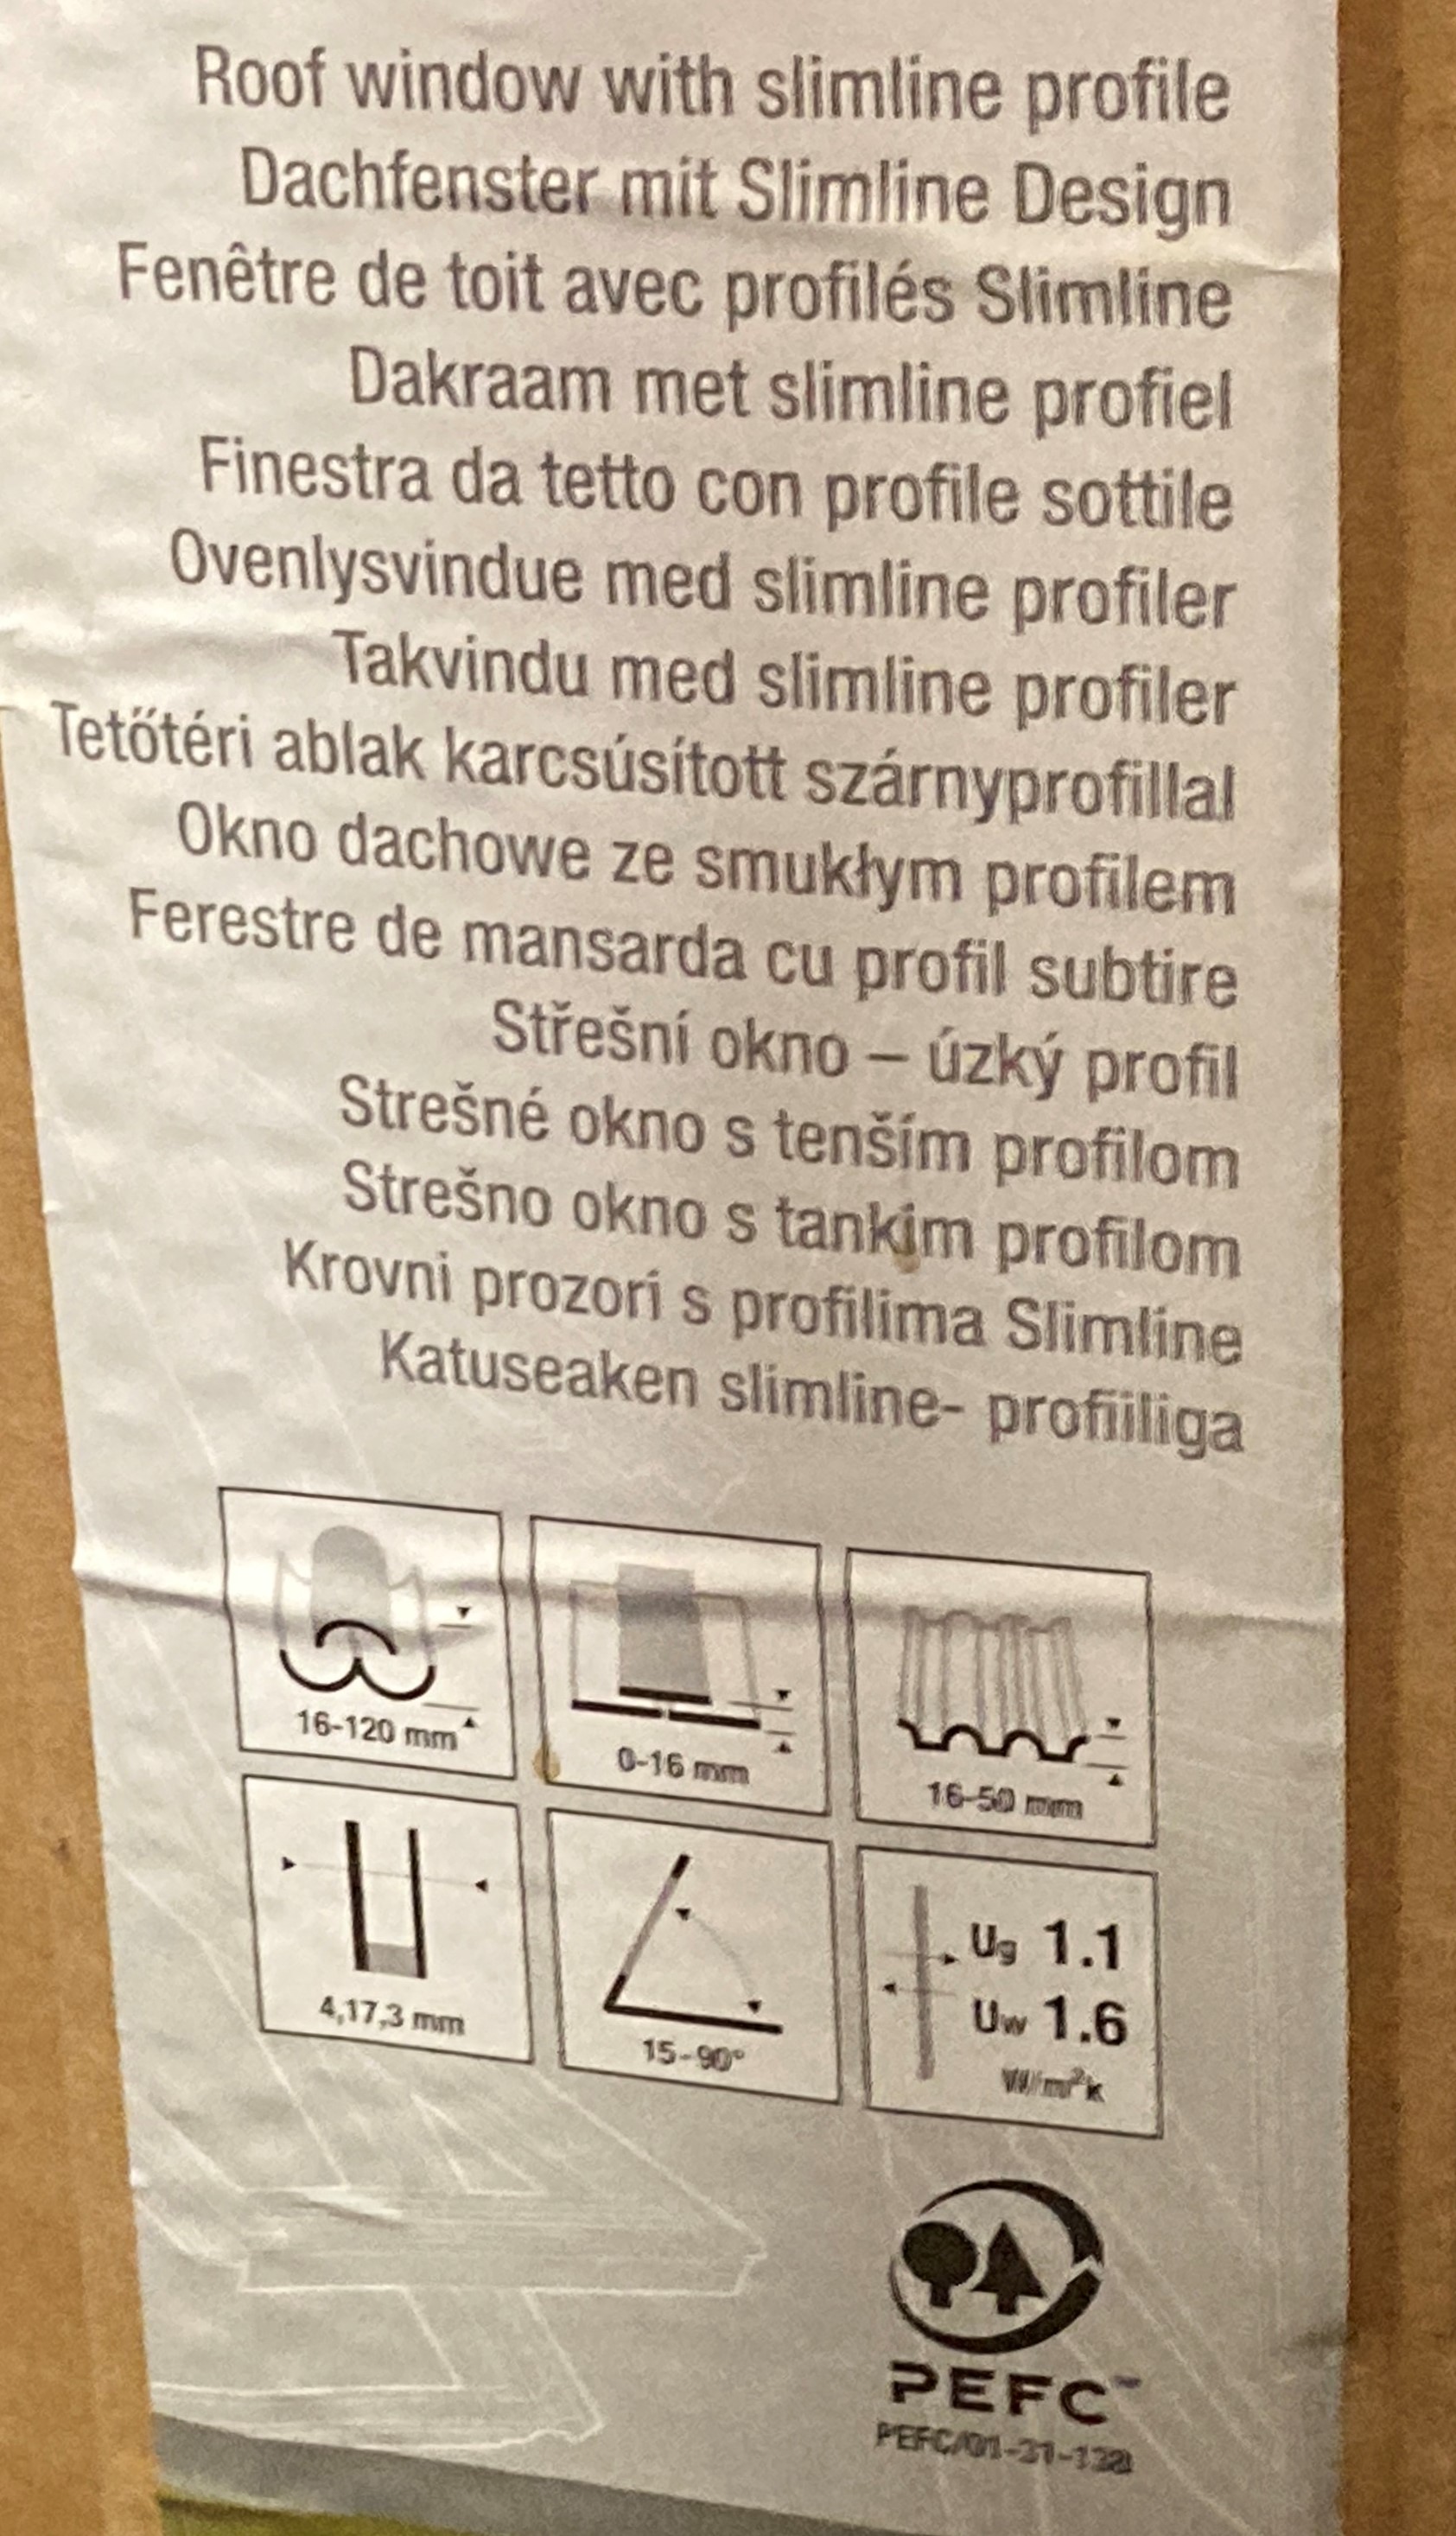 Roof window with slimline profile
Dachfenster mit Slimline Design
Fenêtre de toit avec profilés Slimline
Dakraam met slimline profiel
Finestra da tetto con profile sottile
Ovenlysvindue med slimline profiler
Takvindu med slimline profiler
Tetőtéri ablak karcsúsított szárnyprofillal
Okno dachowe ze smukłym profilem
Ferestre de mansarda cu profil subtire
Střešní okno – úzký profil
Strešné okno s tenším profilom
Strešno okno s tankim profilom
Krovni prozori s profilima Slimline
Katuseaken slimline- profiiliga
16-120 mm
0-16 mm
16-50 mm
4,17,3 mm
15-90°
Ug 1.1
Uw 1.6
W/m²k
PEFC™